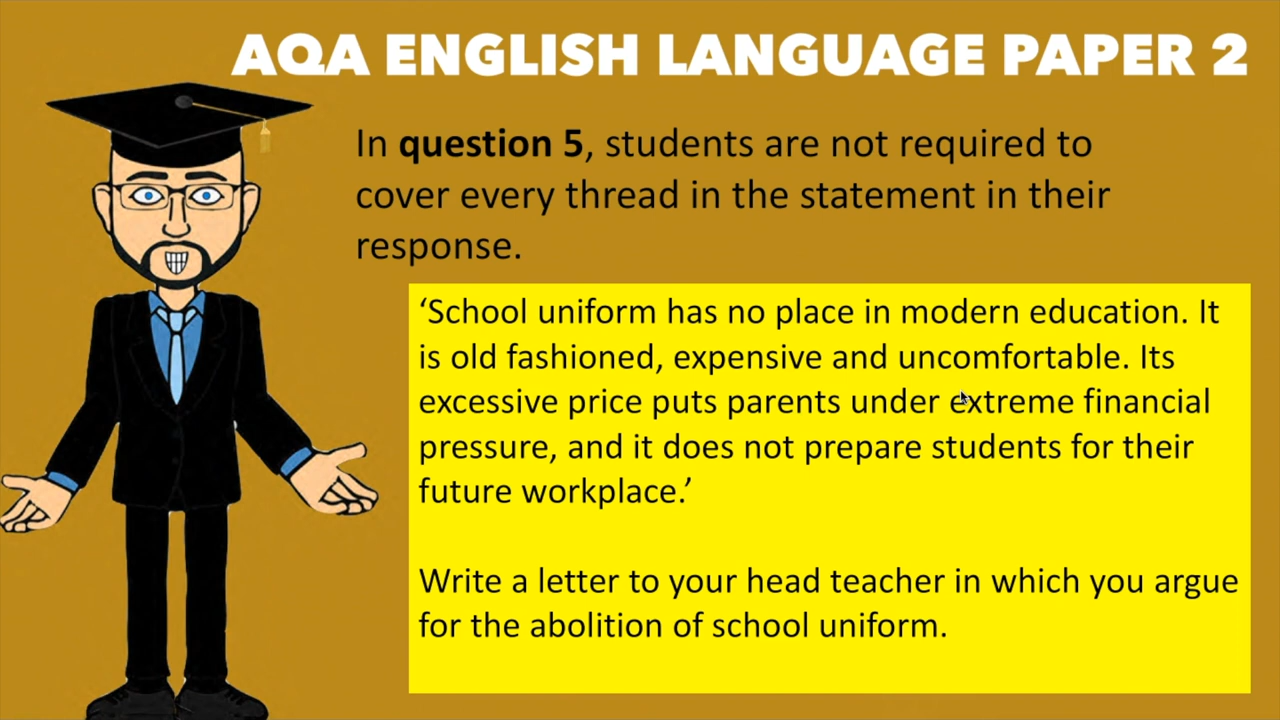 AQA ENGLISH LANGUAGE PAPER 2
In question 5, students are not required to
cover every thread in the statement in their
response.
‘School uniform has no place in modern education. It
is old fashioned, expensive and uncomfortable. Its
excessive price puts parents under extreme financial
pressure, and it does not prepare students for their
future workplace.’
Write a letter to your head teacher in which you argue
for the abolition of school uniform.